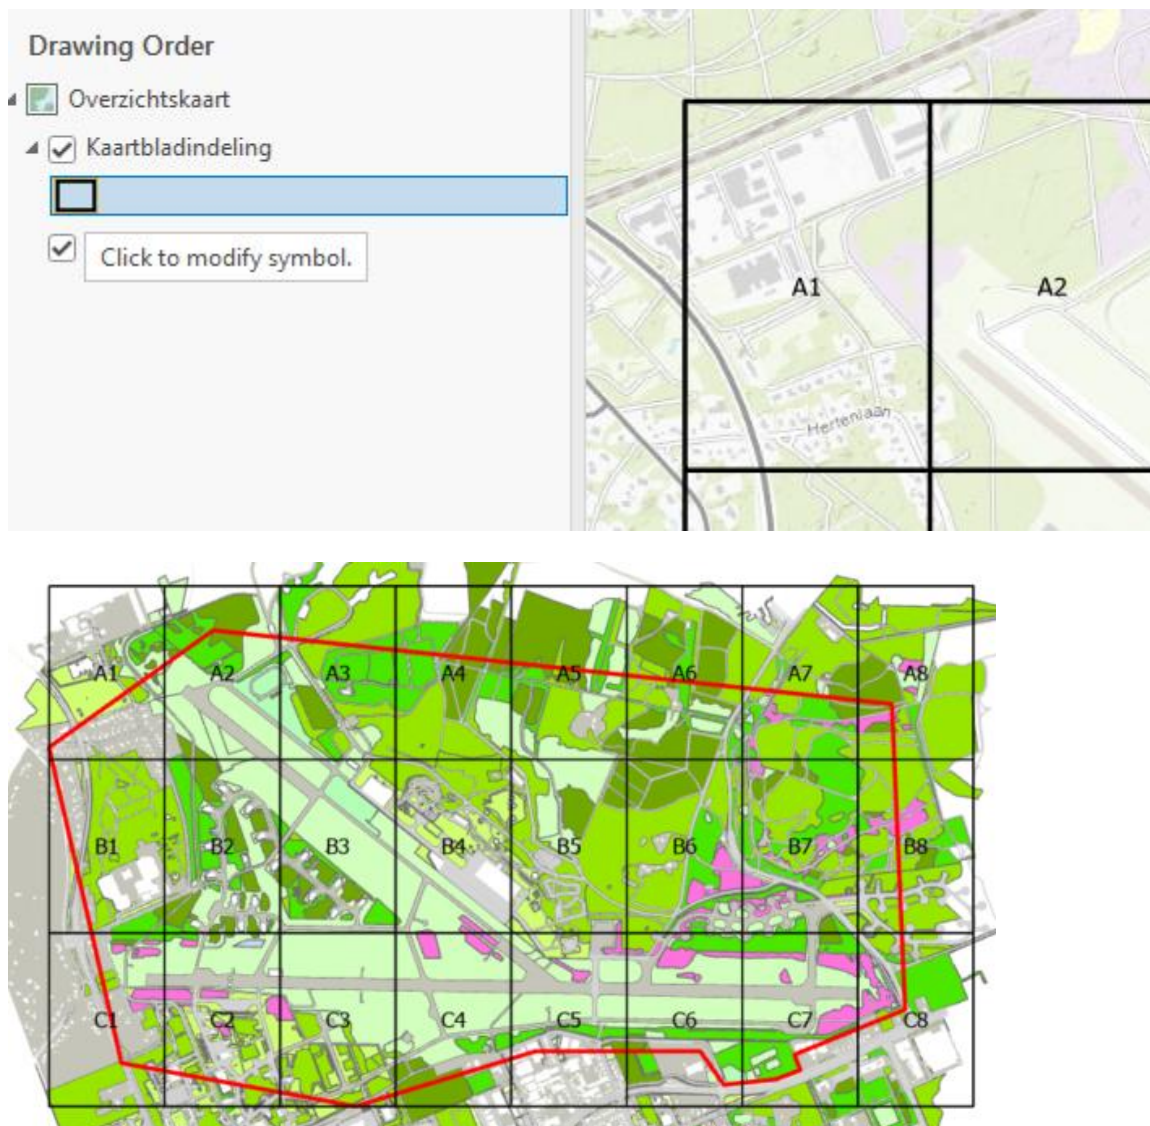 Drawing Order
Overzichtskaart
Kaartbladindeling
Click to modify symbol.
A1
A2
Hertenlaan
A1
A2
A3
A4
A5
A6
A7
A8
B1
B2
B3
B4
B5
B6
B7
B8
C1
C2
C3
C4
C5
C6
C7
C8